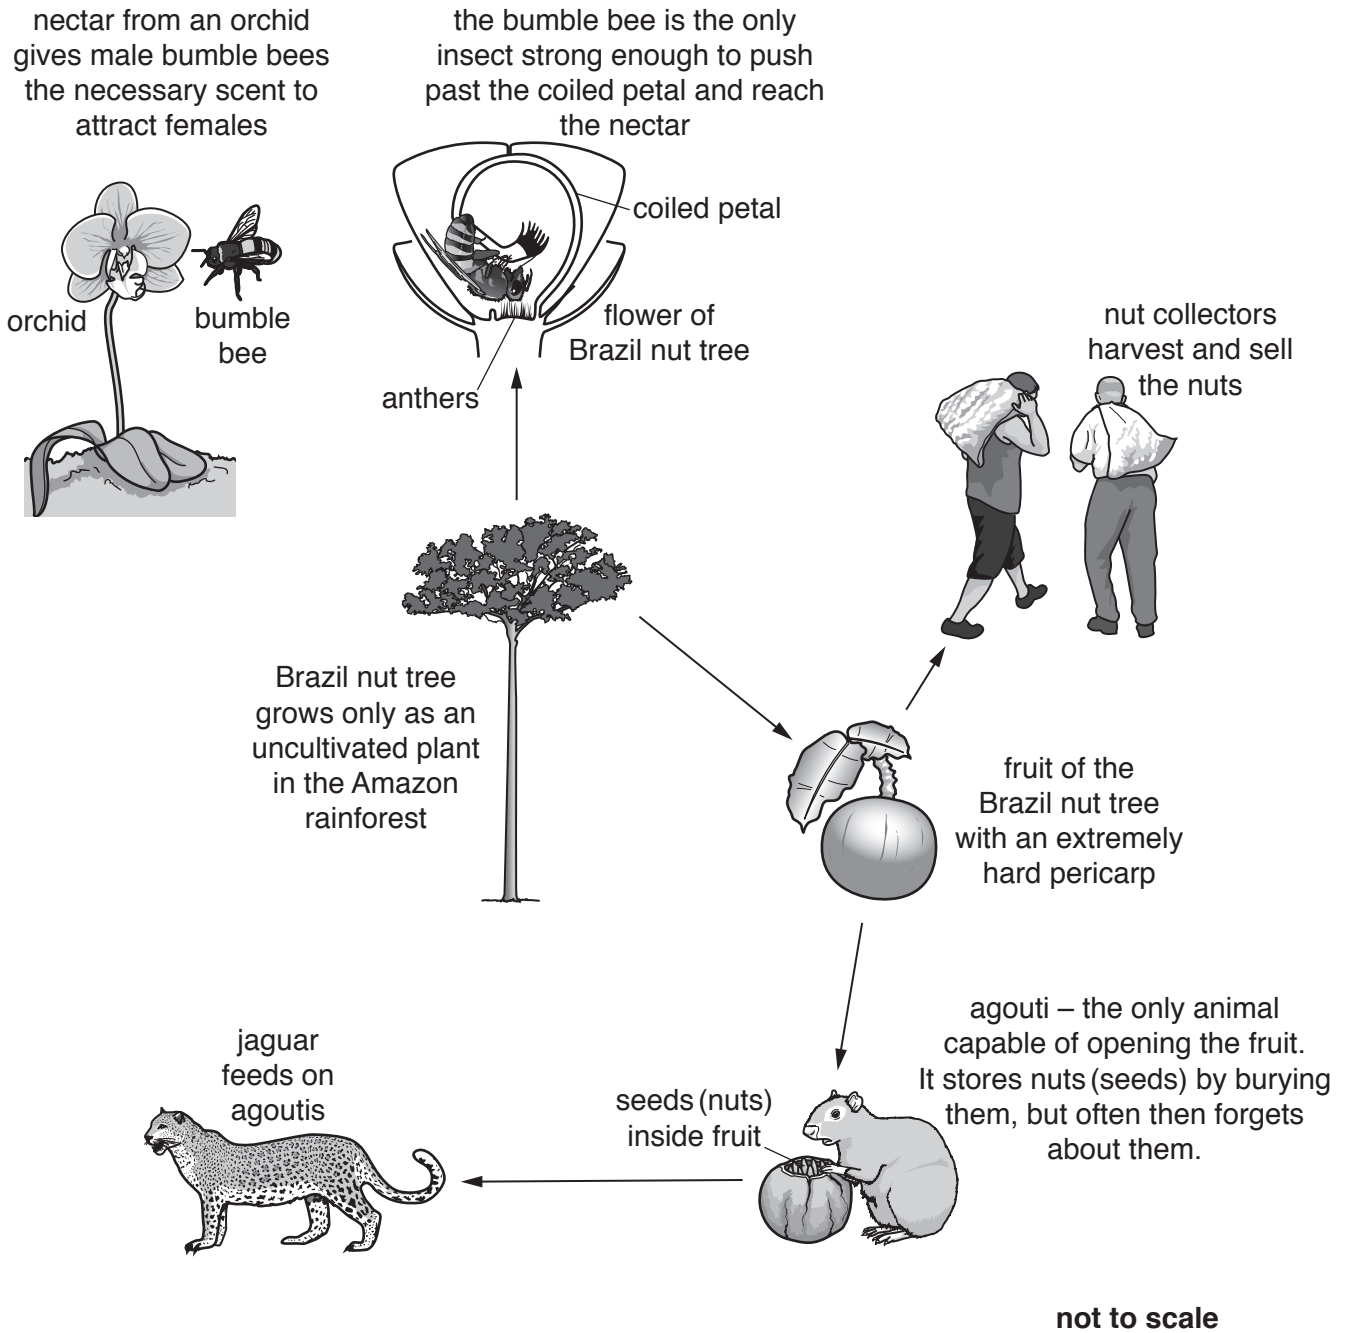 nectar from an orchid
gives male bumble bees
the necessary scent to
attract females
the bumble bee is the only
insect strong enough to push
past the coiled petal and reach
the nectar
coiled petal
orchid
bumble
bee
flower of
Brazil nut tree
anthers
nut collectors
harvest and sell
the nuts
Brazil nut tree
grows only as an
uncultivated plant
in the Amazon
rainforest
fruit of the
Brazil nut tree
with an extremely
hard pericarp
agouti – the only animal
capable of opening the fruit.
It stores nuts (seeds) by burying
them, but often then forgets
about them.
seeds (nuts)
inside fruit
jaguar
feeds on
agoutis
not to scale